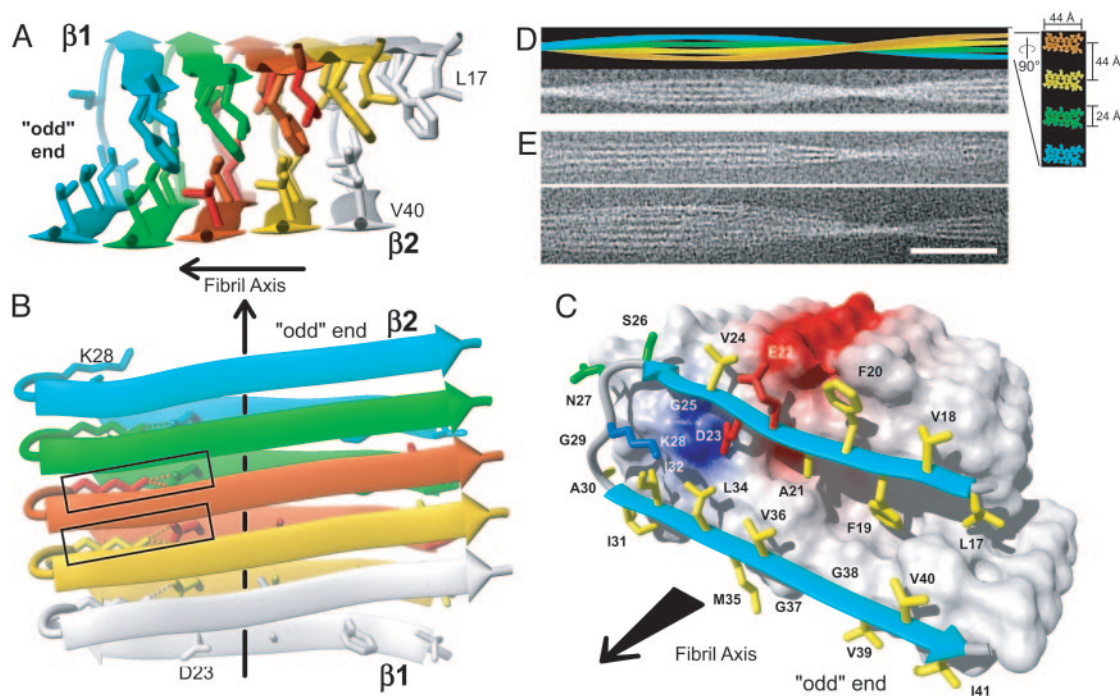 A
β1
"odd"
end
L17
V40
β2
Fibril Axis
B
"odd" end
β2
K28
D23
β1
D
90°
44 Å
44 Å
24 Å
E
C
S26
V24
E22
F20
N27
G25
V18
G29
K28
D23
I32
A30
L34
A21
I31
V36
F19
L17
G38
V40
M35
G37
Fibril Axis
V39
"odd" end
I41